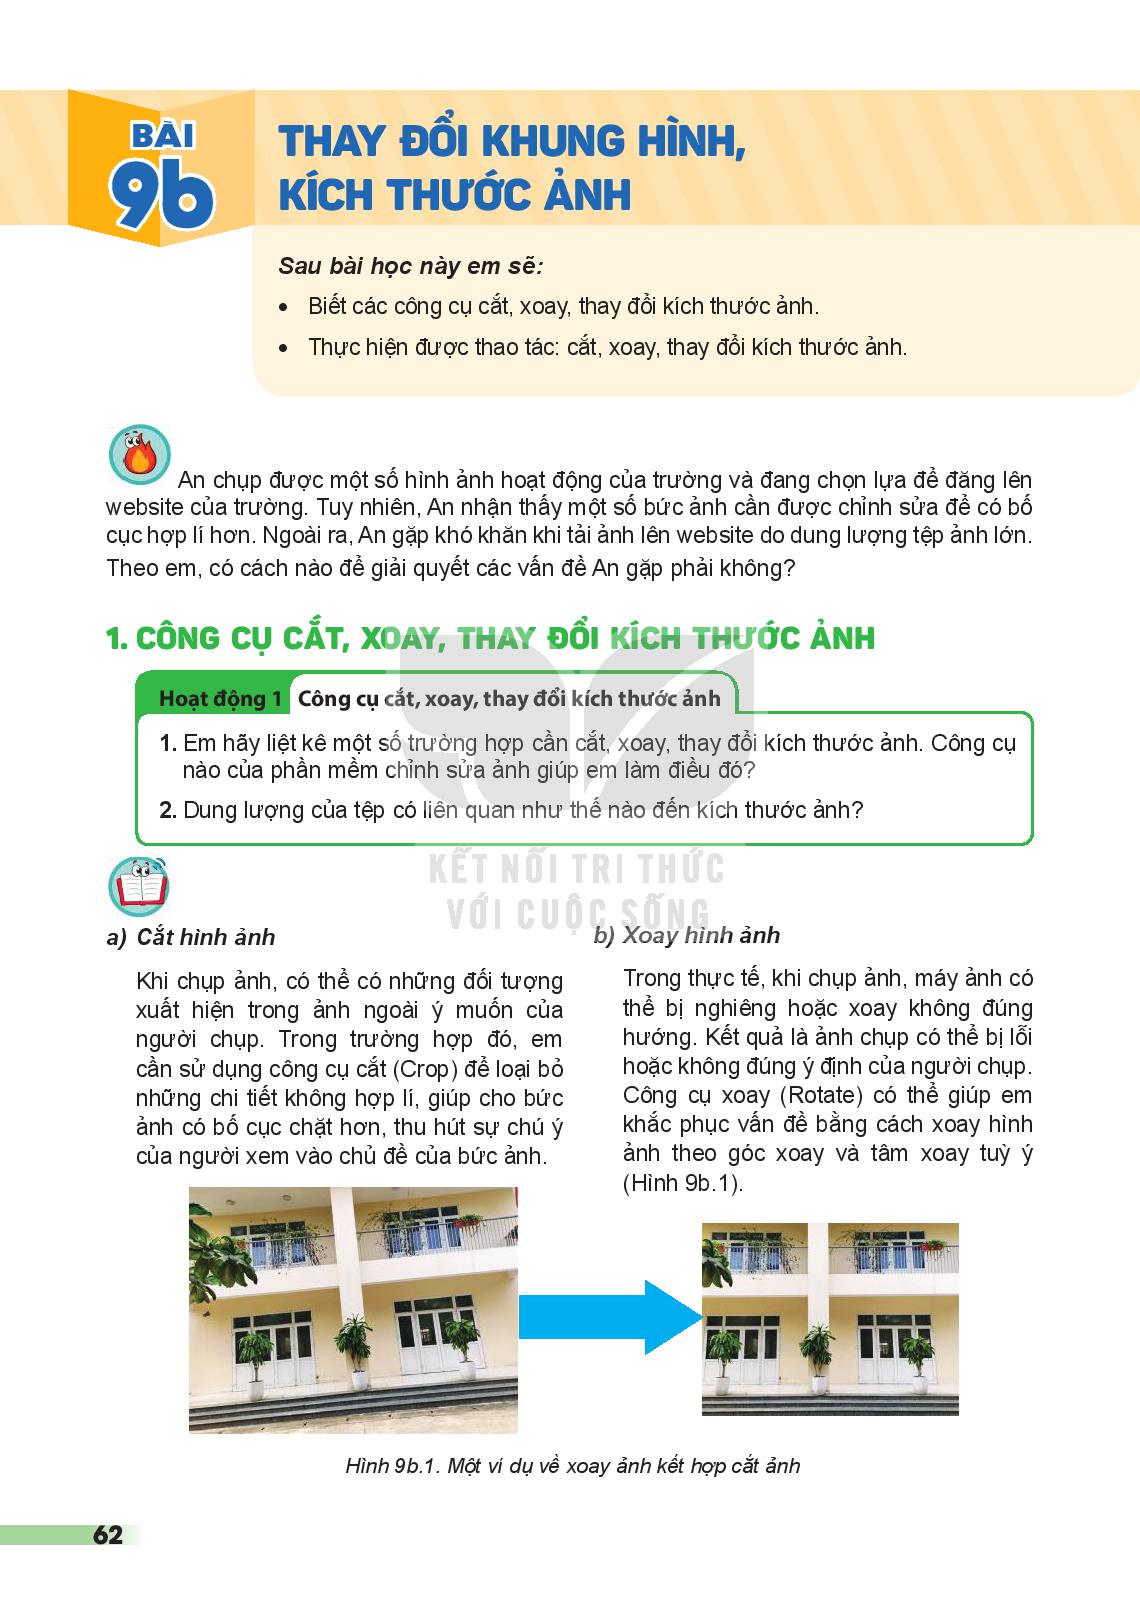 BÀI
9b
THAY ĐỔI KHUNG HÌNH,
KÍCH THƯỚC ẢNH
Sau bài học này em sẽ:
• Biết các công cụ cắt, xoay, thay đổi kích thước ảnh.
• Thực hiện được thao tác: cắt, xoay, thay đổi kích thước ảnh.
An chụp được một số hình ảnh hoạt động của trường và đang chọn lựa để đăng lên
website của trường. Tuy nhiên, An nhận thấy một số bức ảnh cần được chỉnh sửa để có bố
cục hợp lí hơn. Ngoài ra, An gặp khó khăn khi tải ảnh lên website do dung lượng tệp ảnh lớn.
Theo em, có cách nào để giải quyết các vấn đề An gặp phải không?
1. CÔNG CỤ CẮT, XOAY, THAY ĐỔI KÍCH THƯỚC ẢNH
Hoạt động 1 Công cụ cắt, xoay, thay đổi kích thước ảnh
1. Em hãy liệt kê một số trường hợp cần cắt, xoay, thay đổi kích thước ảnh. Công cụ
nào của phần mềm chỉnh sửa ảnh giúp em làm điều đó?
2. Dung lượng của tệp có liên quan như thế nào đến kích thước ảnh?
KẾT NỐI TRI THỨC
VỚI CUỘC SỐNG
a) Cắt hình ảnh
Khi chụp ảnh, có thể có những đối tượng
xuất hiện trong ảnh ngoài ý muốn của
người chụp. Trong trường hợp đó, em
cần sử dụng công cụ cắt (Crop) để loại bỏ
những chi tiết không hợp lí, giúp cho bức
ảnh có bố cục chặt hơn, thu hút sự chú ý
của người xem vào chủ đề của bức ảnh.
b) Xoay hình ảnh
Trong thực tế, khi chụp ảnh, máy ảnh có
thể bị nghiêng hoặc xoay không đúng
hướng. Kết quả là ảnh chụp có thể bị lỗi
hoặc không đúng ý định của người chụp.
Công cụ xoay (Rotate) có thể giúp em
khắc phục vấn đề bằng cách xoay hình
ảnh theo góc xoay và tâm xoay tuỳ ý
(Hình 9b.1).
Hình 9b.1. Một ví dụ về xoay ảnh kết hợp cắt ảnh
62